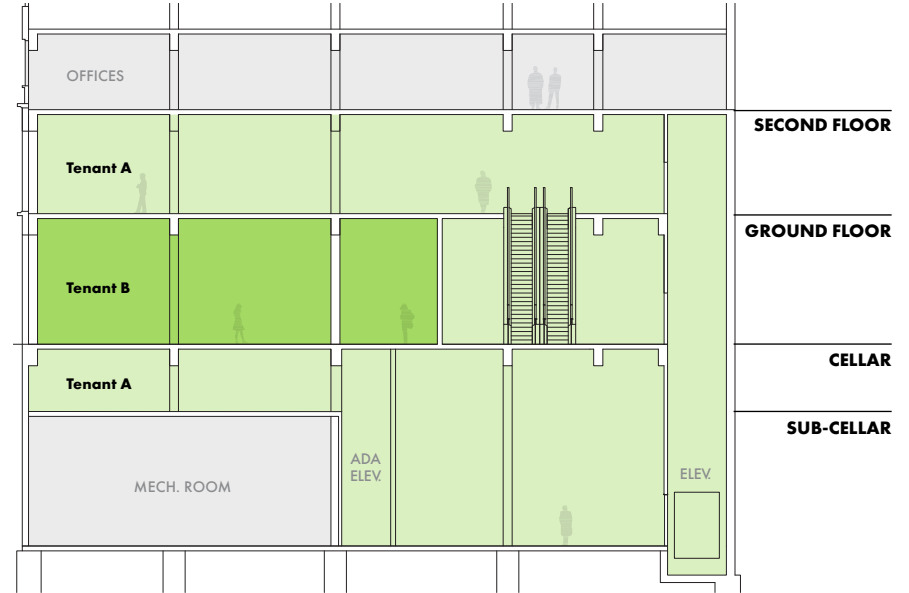 OFFICES
SECOND FLOOR
Tenant A
GROUND FLOOR
Tenant B
CELLAR
Tenant A
SUB-CELLAR
ADA
ELEV.
ELEV.
MECH. ROOM